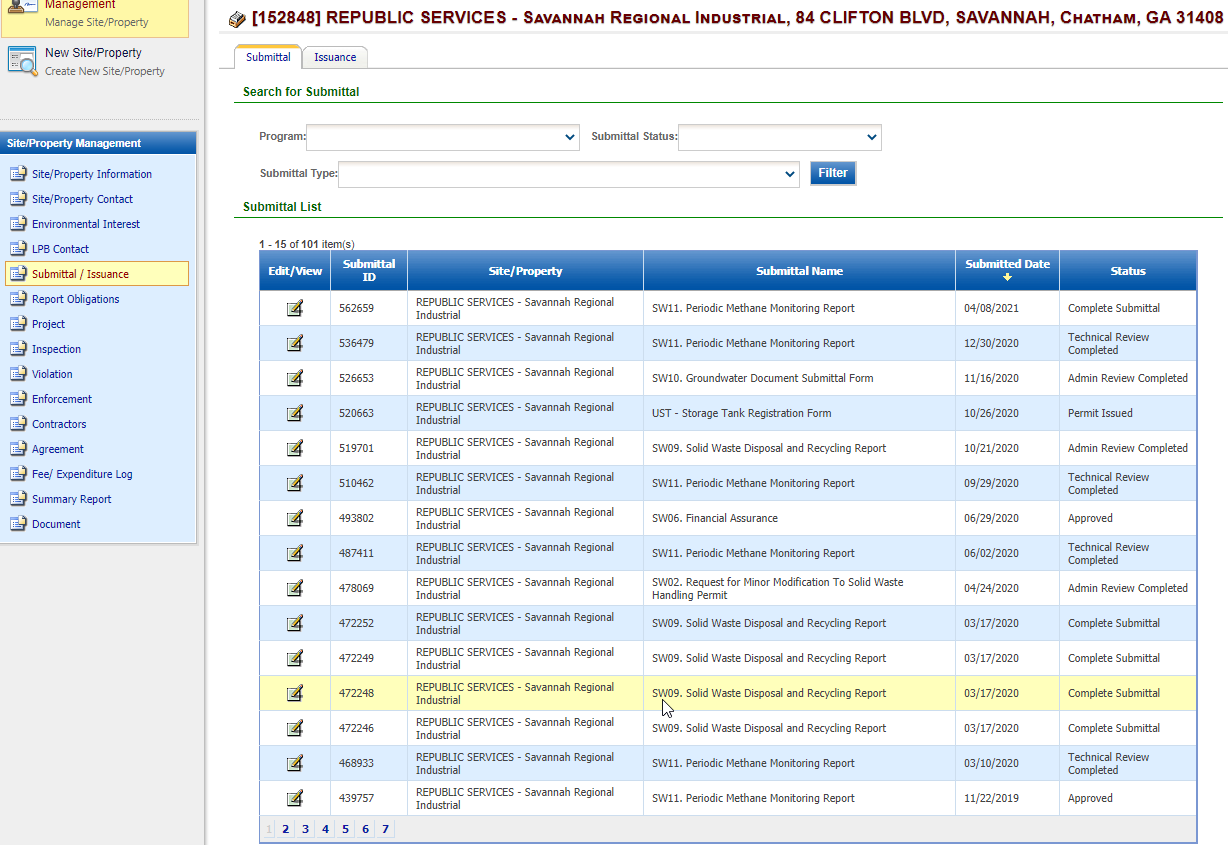 Management
Manage Site/Property
New Site/Property
Create New Site/Property
Site/Property Management
Site/Property Information
Site/Property Contact
Environmental Interest
LPB Contact
Submittal / Issuance
Report Obligations
Project
Inspection
Violation
Enforcement
Contractors
Agreement
Fee/ Expenditure Log
Summary Report
Document
[152848] REPUBLIC SERVICES - Savannah Regional Industrial, 84 CLIFTON BLVD, SAVANNAH, Chatham, GA 31408
Submittal Issuance
Search for Submittal
Program: Submittal Status:
Submittal Type: Filter
Submittal List
1 - 15 of 101 item(s)
Edit/View Submittal ID Site/Property Submittal Name Submitted Date Status
562659 REPUBLIC SERVICES - Savannah Regional Industrial SW11. Periodic Methane Monitoring Report 04/08/2021 Complete Submittal
536479 REPUBLIC SERVICES - Savannah Regional Industrial SW11. Periodic Methane Monitoring Report 12/30/2020 Technical Review Completed
526653 REPUBLIC SERVICES - Savannah Regional Industrial SW10. Groundwater Document Submittal Form 11/16/2020 Admin Review Completed
520663 REPUBLIC SERVICES - Savannah Regional Industrial UST - Storage Tank Registration Form 10/26/2020 Permit Issued
519701 REPUBLIC SERVICES - Savannah Regional Industrial SW09. Solid Waste Disposal and Recycling Report 10/21/2020 Admin Review Completed
510462 REPUBLIC SERVICES - Savannah Regional Industrial SW11. Periodic Methane Monitoring Report 09/29/2020 Technical Review Completed
493802 REPUBLIC SERVICES - Savannah Regional Industrial SW06. Financial Assurance 06/29/2020 Approved
487411 REPUBLIC SERVICES - Savannah Regional Industrial SW11. Periodic Methane Monitoring Report 06/02/2020 Technical Review Completed
478069 REPUBLIC SERVICES - Savannah Regional Industrial SW02. Request for Minor Modification To Solid Waste Handling Permit 04/24/2020 Admin Review Completed
472252 REPUBLIC SERVICES - Savannah Regional Industrial SW09. Solid Waste Disposal and Recycling Report 03/17/2020 Complete Submittal
472249 REPUBLIC SERVICES - Savannah Regional Industrial SW09. Solid Waste Disposal and Recycling Report 03/17/2020 Complete Submittal
472248 REPUBLIC SERVICES - Savannah Regional Industrial SW09. Solid Waste Disposal and Recycling Report 03/17/2020 Complete Submittal
472246 REPUBLIC SERVICES - Savannah Regional Industrial SW09. Solid Waste Disposal and Recycling Report 03/17/2020 Complete Submittal
468933 REPUBLIC SERVICES - Savannah Regional Industrial SW11. Periodic Methane Monitoring Report 03/10/2020 Technical Review Completed
439757 REPUBLIC SERVICES - Savannah Regional Industrial SW11. Periodic Methane Monitoring Report 11/22/2019 Approved
1 2 3 4 5 6 7